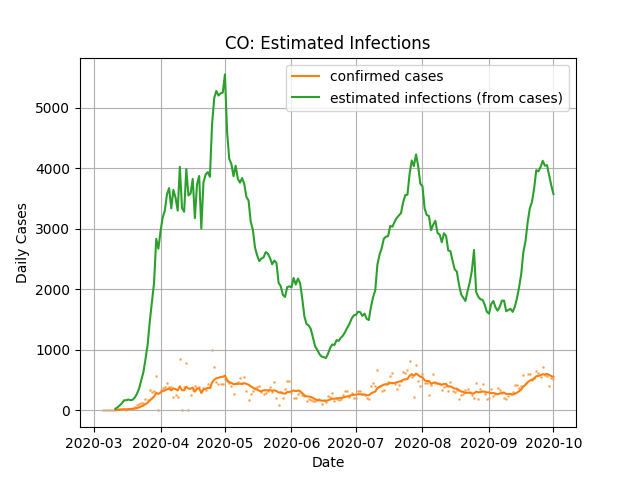 CO: Estimated Infections
confirmed cases
estimated infections (from cases)
Daily Cases
5000
4000
3000
2000
1000
0
2020-03 2020-04 2020-05 2020-06 2020-07 2020-08 2020-09 2020-10
Date